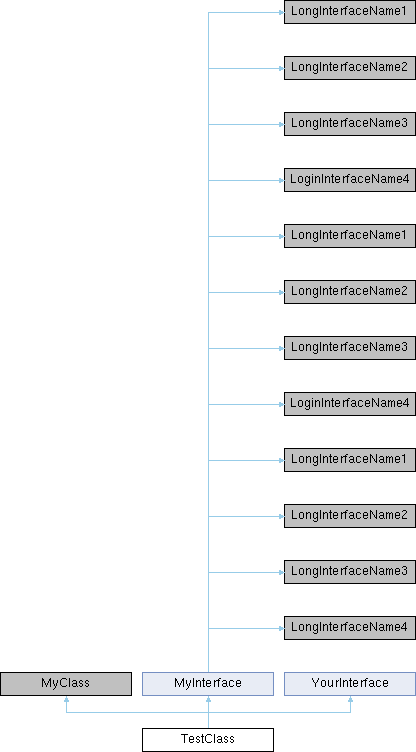 LongInterfaceName1
LongInterfaceName2
LongInterfaceName3
LoginInterfaceName4
LongInterfaceName1
LongInterfaceName2
LongInterfaceName3
LoginInterfaceName4
LongInterfaceName1
LongInterfaceName2
LongInterfaceName3
LongInterfaceName4
MyClass MyInterface YourInterface
TestClass